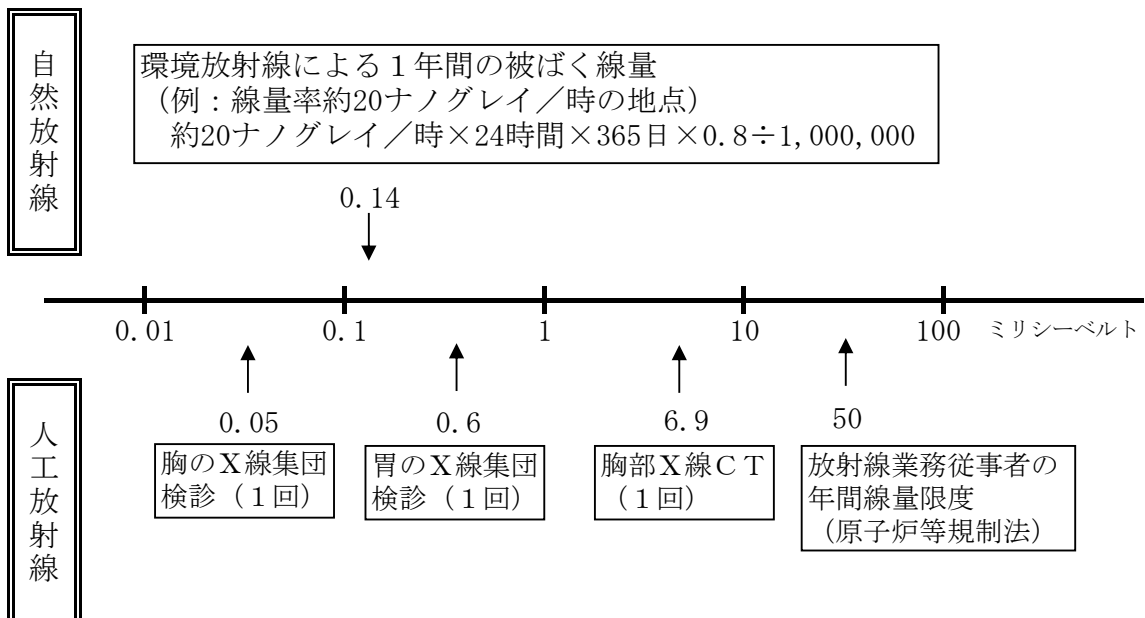 自然放射線
環境放射線による１年間の被ばく線量
（例：線量率約20ナノグレイ／時の地点）
約20ナノグレイ／時×24時間×365日×0.8÷1,000,000
0.14
0.01 0.1 1 10 100 ミリシーベルト
人工放射線
0.05
胸のＸ線集団
検診（１回）
0.6
胃のＸ線集団
検診（１回）
6.9
胸部Ｘ線ＣＴ
（１回）
50
放射線業務従事者の
年間線量限度
（原子炉等規制法）